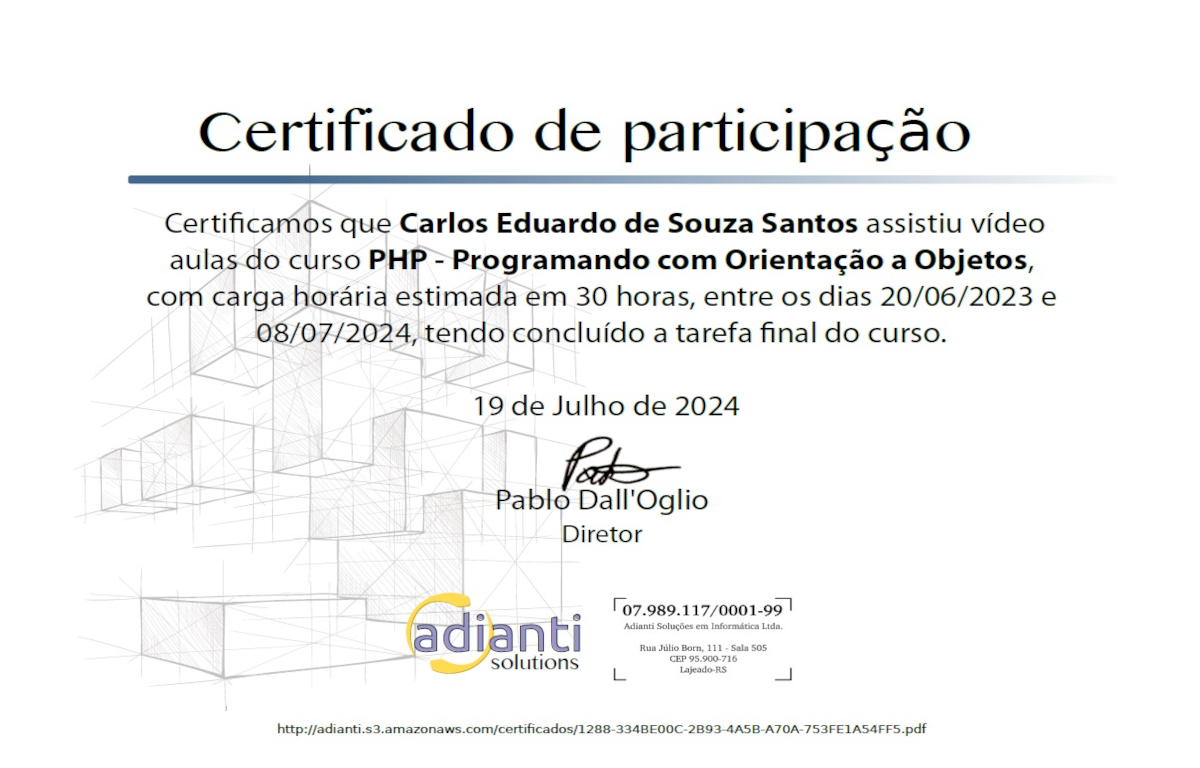 Certificado de participação
Certificamos que Carlos Eduardo de Souza Santos assistiu vídeo
aulas do curso PHP - Programando com Orientação a Objetos,
com carga horária estimada em 30 horas, entre os dias 20/06/2023 e
08/07/2024, tendo concluído a tarefa final do curso.
19 de Julho de 2024
Pablo Dall'Oglio
Diretor
adianti
solutions
07.989.117/0001-99
Adianti Soluções em Informática Ltda.
Rua Júlio Born, 111 - Sala 505
CEP 95.900-716
Lajeado-RS
http://adianti.s3.amazonaws.com/certificados/1288-334BE00C-2B93-4A5B-A70A-753FE1A54FF5.pdf